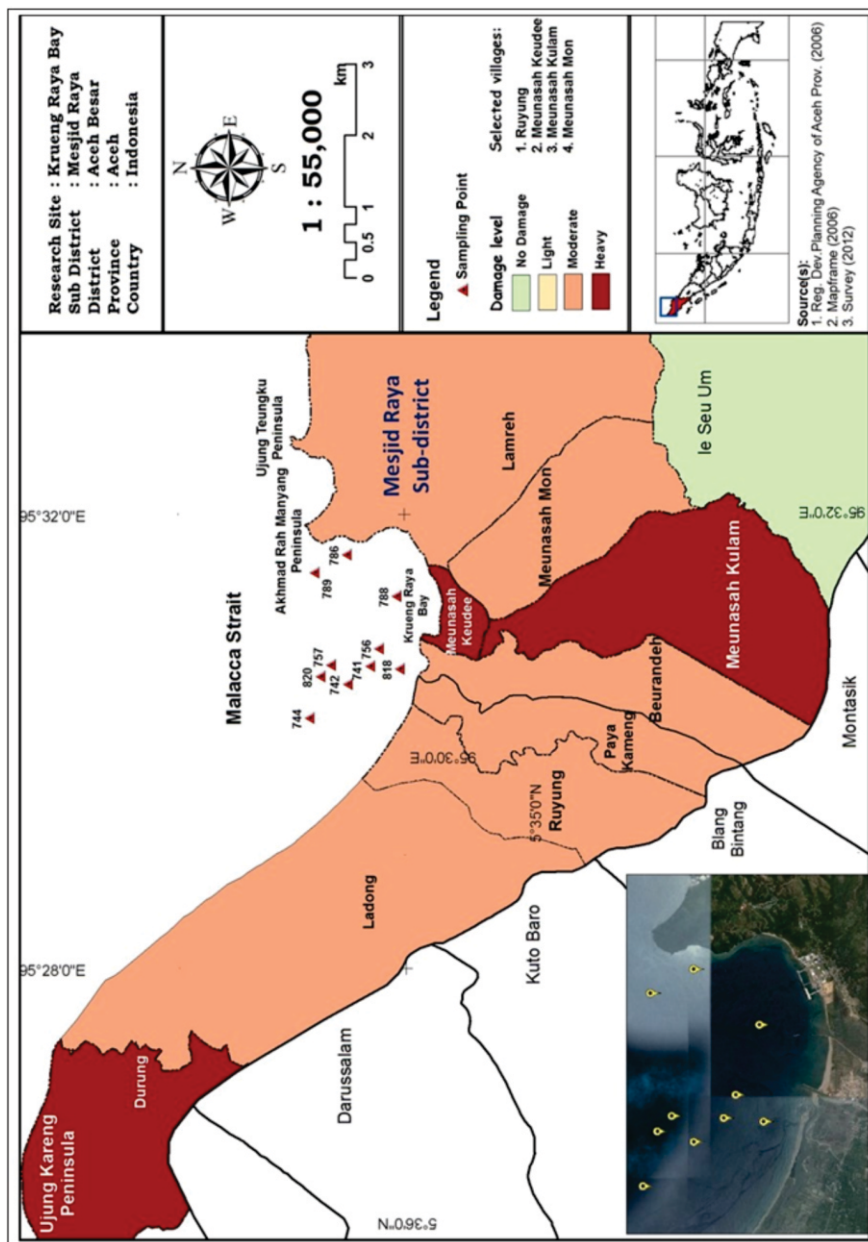 Research Site : Krueng Raya Bay
Sub District : Mesjid Raya
District : Aceh Besar
Province : Aceh
Country : Indonesia
N
W
E
S
1 : 55,000
0 0.5 1 2 3
km
Legend
Sampling Point
Damage level
No Damage
Light
Moderate
Heavy
Selected villages:
1. Ruyung
2. Meunasah Keudee
3. Meunasah Kulam
4. Meunasah Mon
Source(s):
1. Reg. Dev.Planning Agency of Aceh Prov. (2006)
2. Mapframe (2006)
3. Survey (2012)
95°28'0"E
95°32'0"E
Malacca Strait
Ujung Teungku
Peninsula
Akhmad Rah Manyang
Peninsula
744
820
757
742
741
756
818
789
786
788
Krueng Raya
Bay
Mesjid Raya
Sub-district
Ujung Kareng
Peninsula
Durung
Ladong
95°30'0"E
Ruyung
5°35'0"N
Paya
Kameng
Beurandeh
Meunasah
Keudee
Meunasah Mon
Lamreh
Meunasah Kulam
Ie Seu Um
95°32'0"E
Darussalam
Kuto Baro
Blang
Bintang
Montasik
5°36'0"N